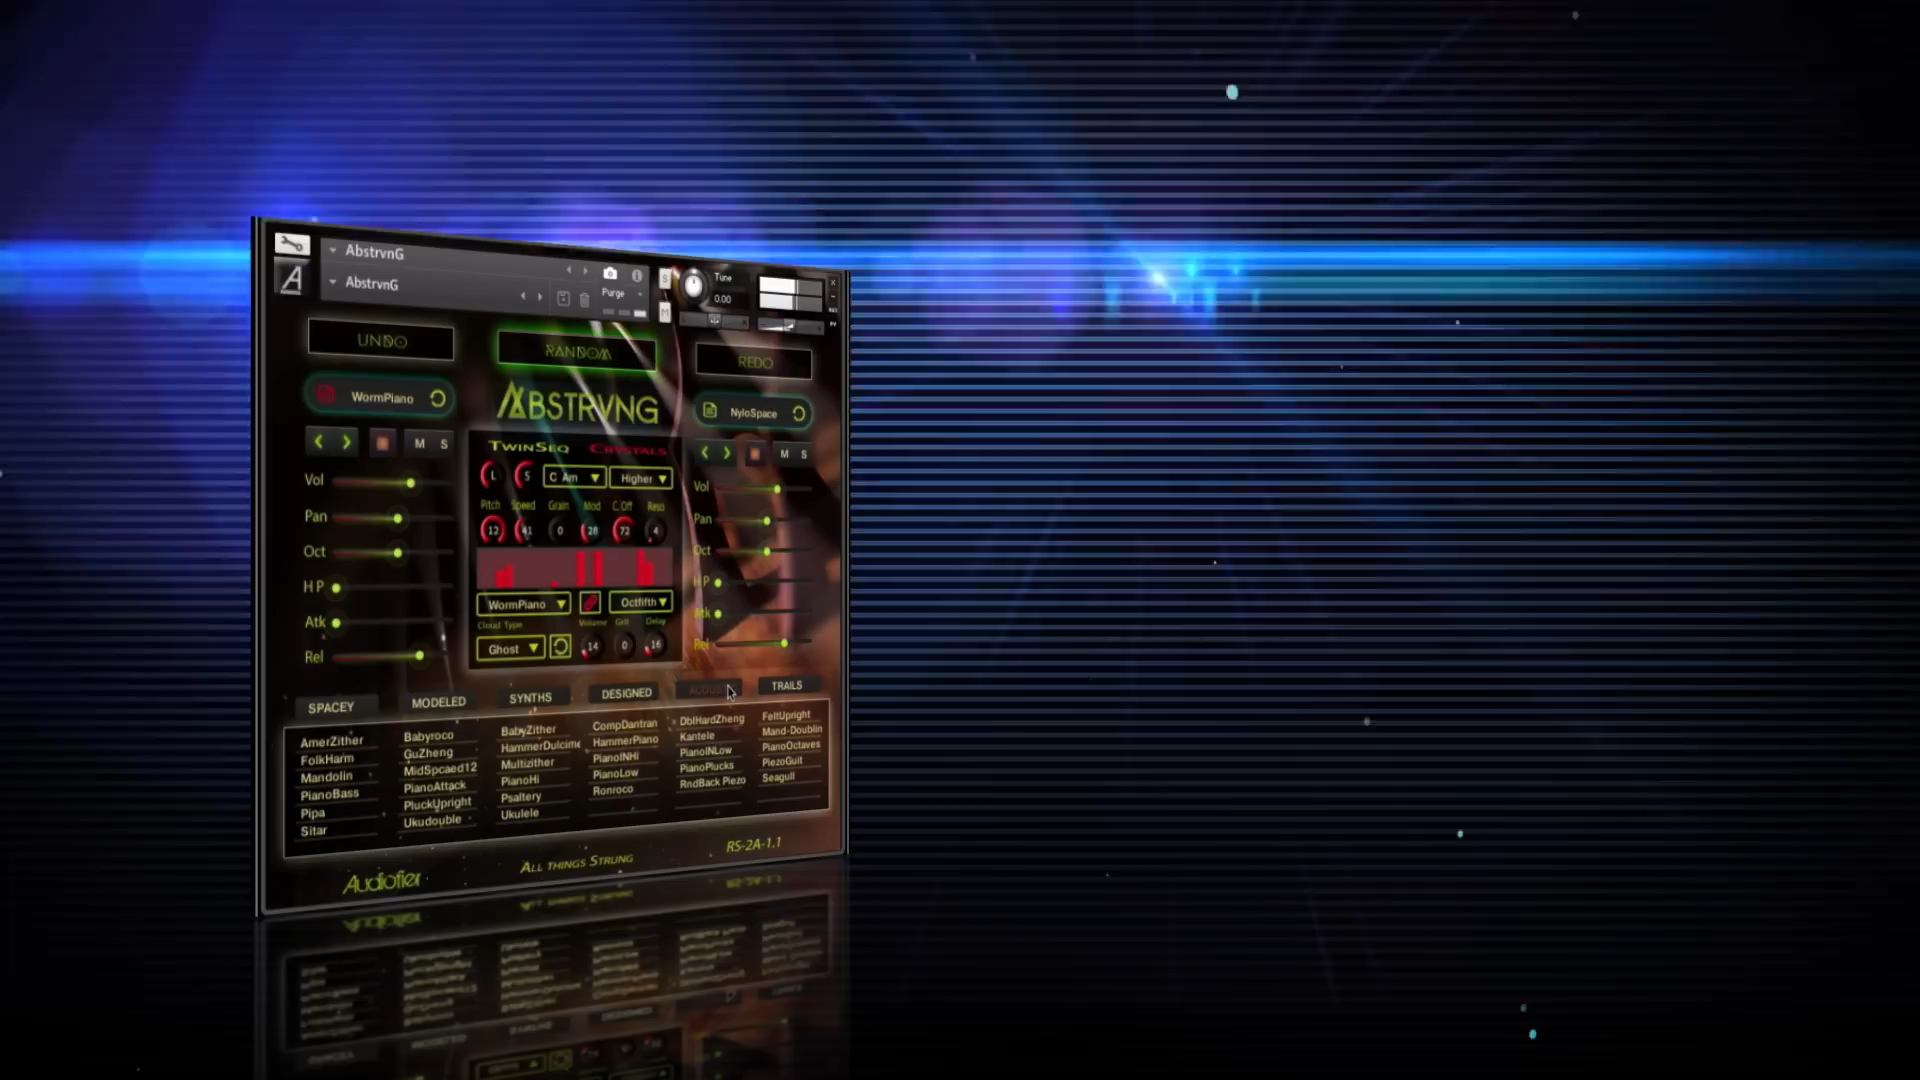 AbstrvnG
AbstrvnG
Purge
S
M
Tune
0.00
UNDO
RANDOM
REDO
WormPiano
ABSTRVNG
NyloSpace
M S
M S
TwinSeq
Crystals
L
S
C Am
Higher
Pitch Speed Grain Mod C.Off Reso
12 41 0 28 72 4
WormPiano
Octfifth
Cloud Type
Volume Grit Delay
Ghost
14 0 16
Vol
Pan
Oct
H P
Atk
Rel
Vol
Pan
Oct
H P
Atk
Rel
SPACEY
AmerZither
FolkHarm
Mandolin
PianoBass
Pipa
Sitar
MODELED
Babyroco
GuZheng
MidSpcaed12
PianoAttack
PluckUpright
Ukudouble
SYNTHS
BabyZither
HammerDulcime
Multizither
PianoHi
Psaltery
Ukulele
DESIGNED
CompDantran
HammerPiano
PianoINHi
PianoLow
Ronroco
DblHardZheng
Kantele
PianoINLow
PianoPlucks
RndBack Piezo
TRAILS
FeltUpright
Mand-Doublin
PianoOctaves
PiezoGuit
Seagull
Audiofier
All Things Strung
RS-2A-1.1